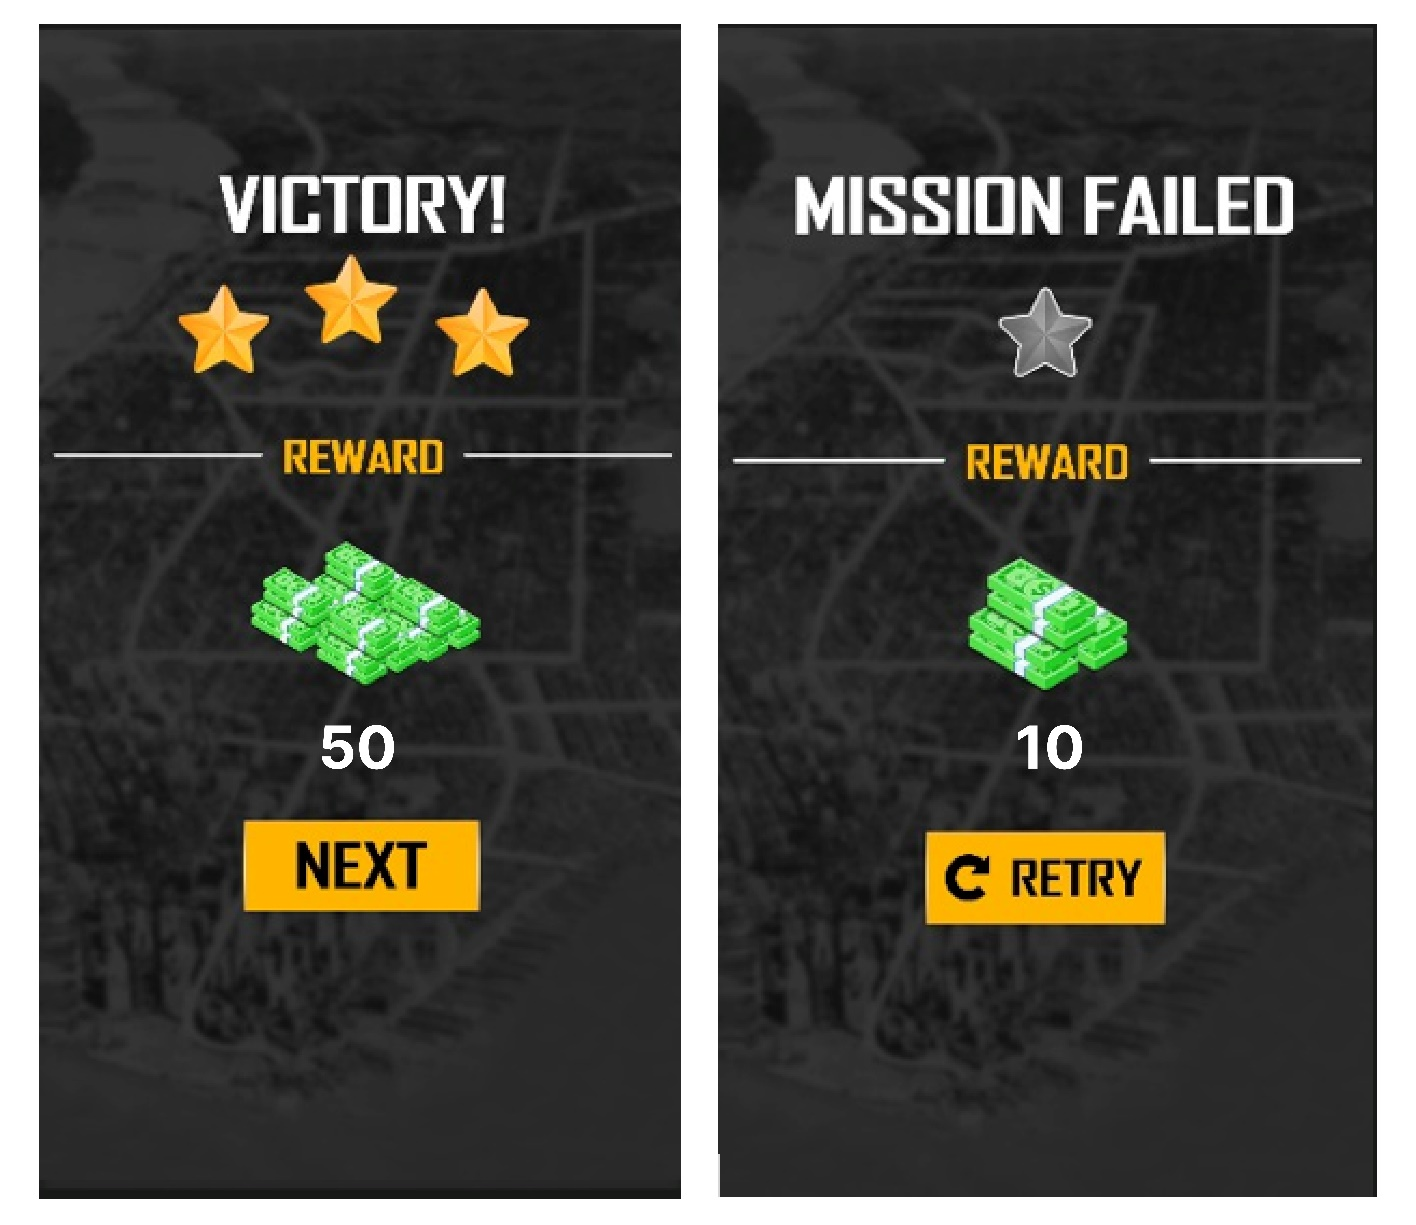 VICTORY!
REWARD
50
NEXT
MISSION FAILED
REWARD
10
RETRY